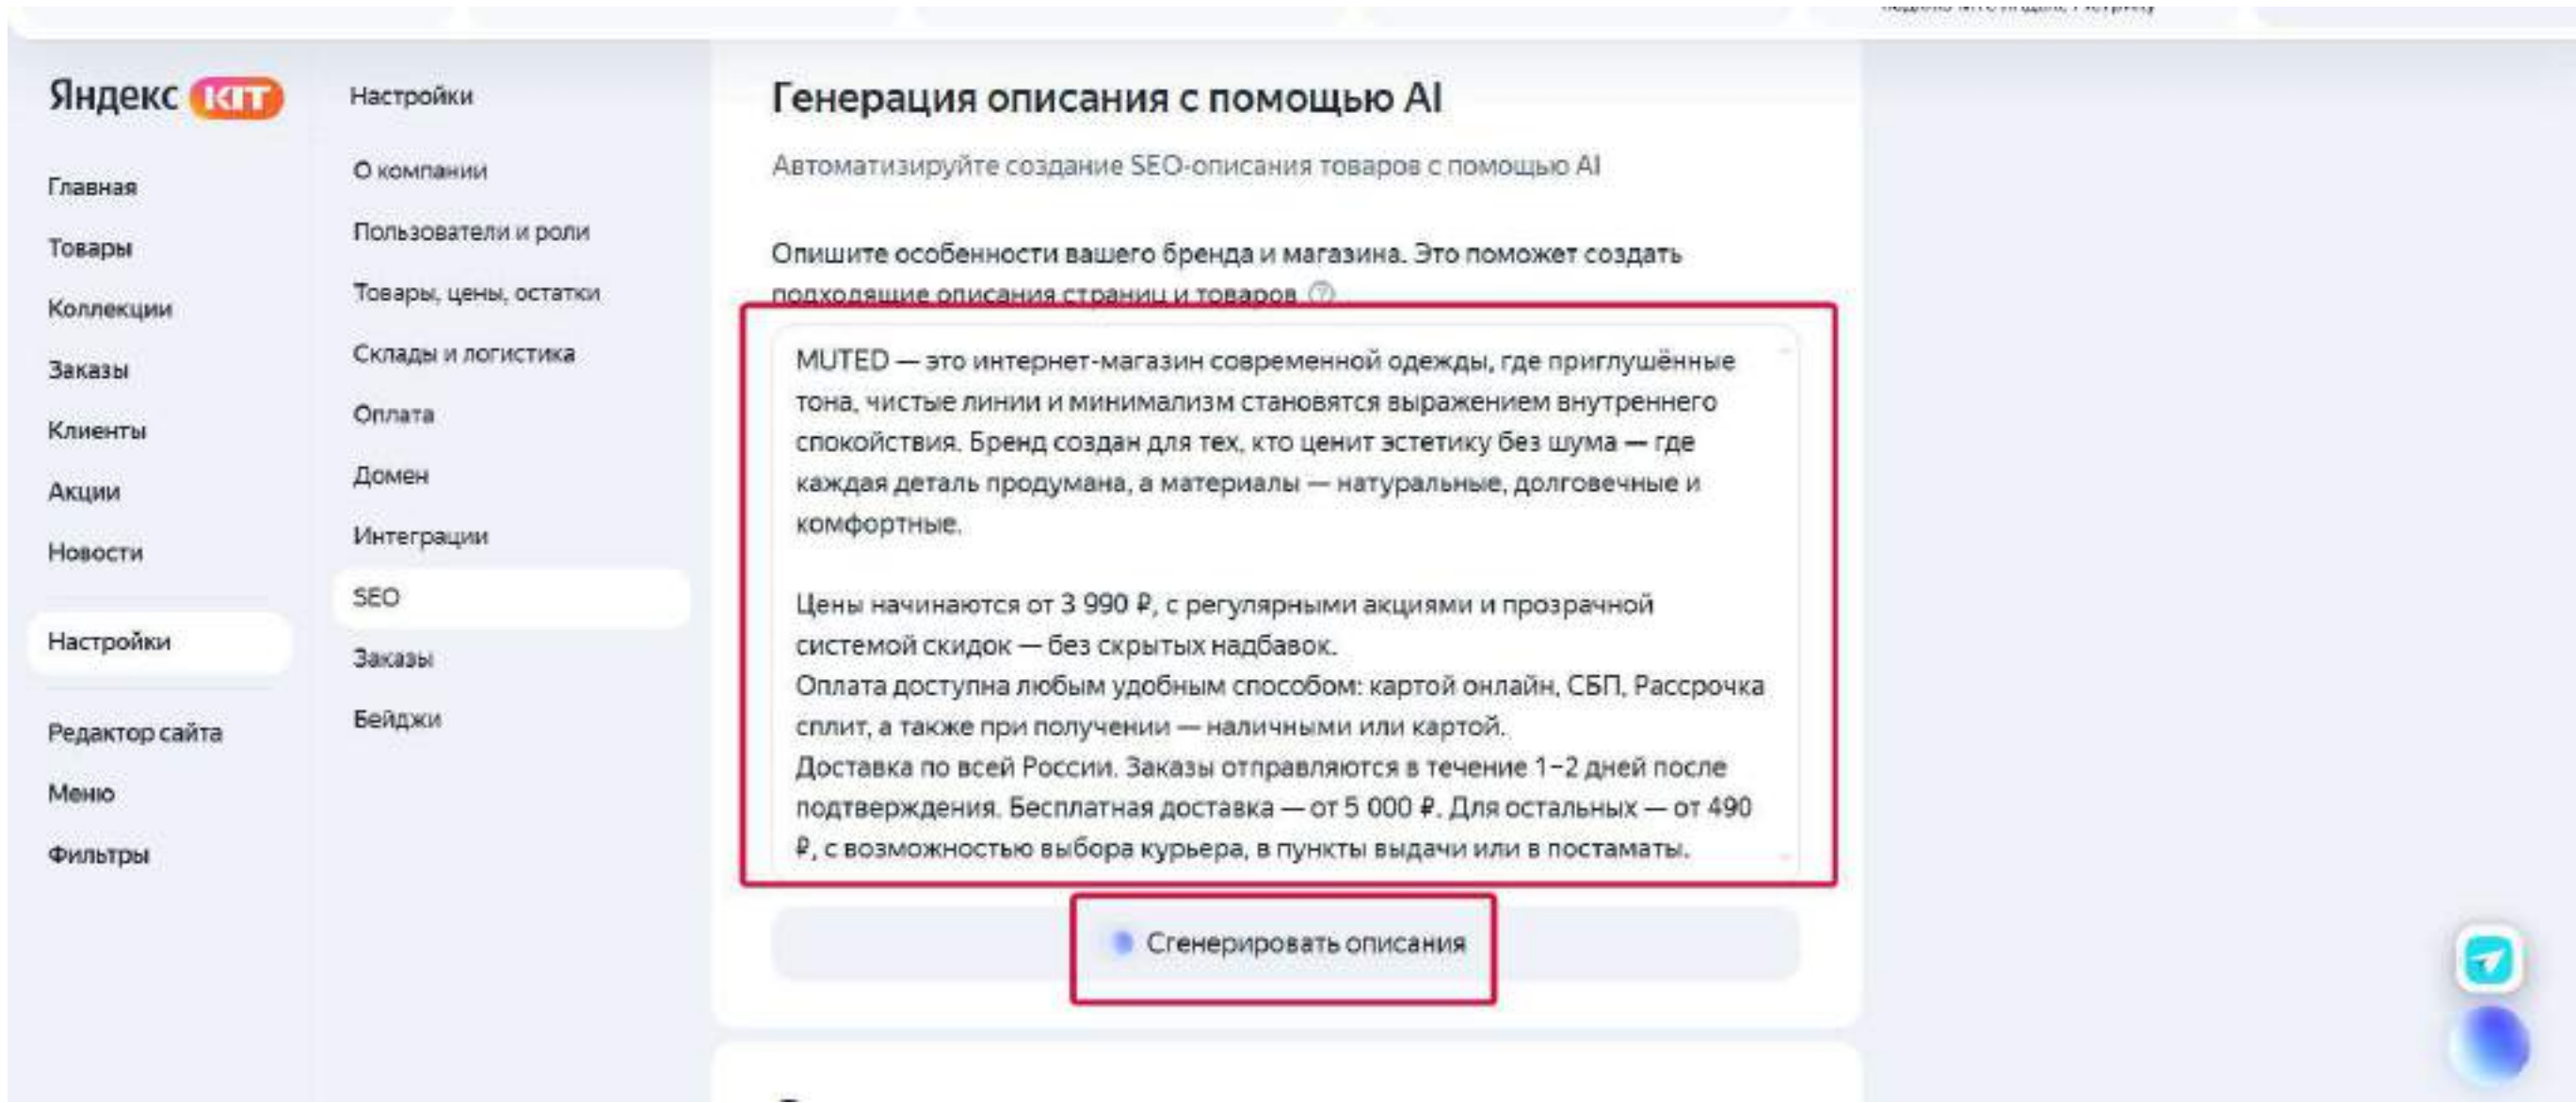 Яндекс KIT
Главная
Товары
Коллекции
Заказы
Клиенты
Акции
Новости
Настройки
Редактор сайта
Меню
Фильтры
Настройки
О компании
Пользователи и роли
Товары, цены, остатки
Склады и логистика
Оплата
Домен
Интеграции
SEO
Заказы
Бейджи
Генерация описания с помощью AI
Автоматизируйте создание SEO-описания товаров с помощью AI
Опишите особенности вашего бренда и магазина. Это поможет создать
подходящие описания страниц и товаров ?
MUTED — это интернет-магазин современной одежды, где приглушённые
тона, чистые линии и минимализм становятся выражением внутреннего
спокойствия. Бренд создан для тех, кто ценит эстетику без шума — где
каждая деталь продумана, а материалы — натуральные, долговечные и
комфортные.
Цены начинаются от 3 990 ₽, с регулярными акциями и прозрачной
системой скидок — без скрытых надбавок.
Оплата доступна любым удобным способом: картой онлайн, СБП, Рассрочка
сплит, а также при получении — наличными или картой.
Доставка по всей России. Заказы отправляются в течение 1–2 дней после
подтверждения. Бесплатная доставка — от 5 000 ₽. Для остальных — от 490
₽, с возможностью выбора курьера, в пункты выдачи или в постаматы.
Сгенерировать описания